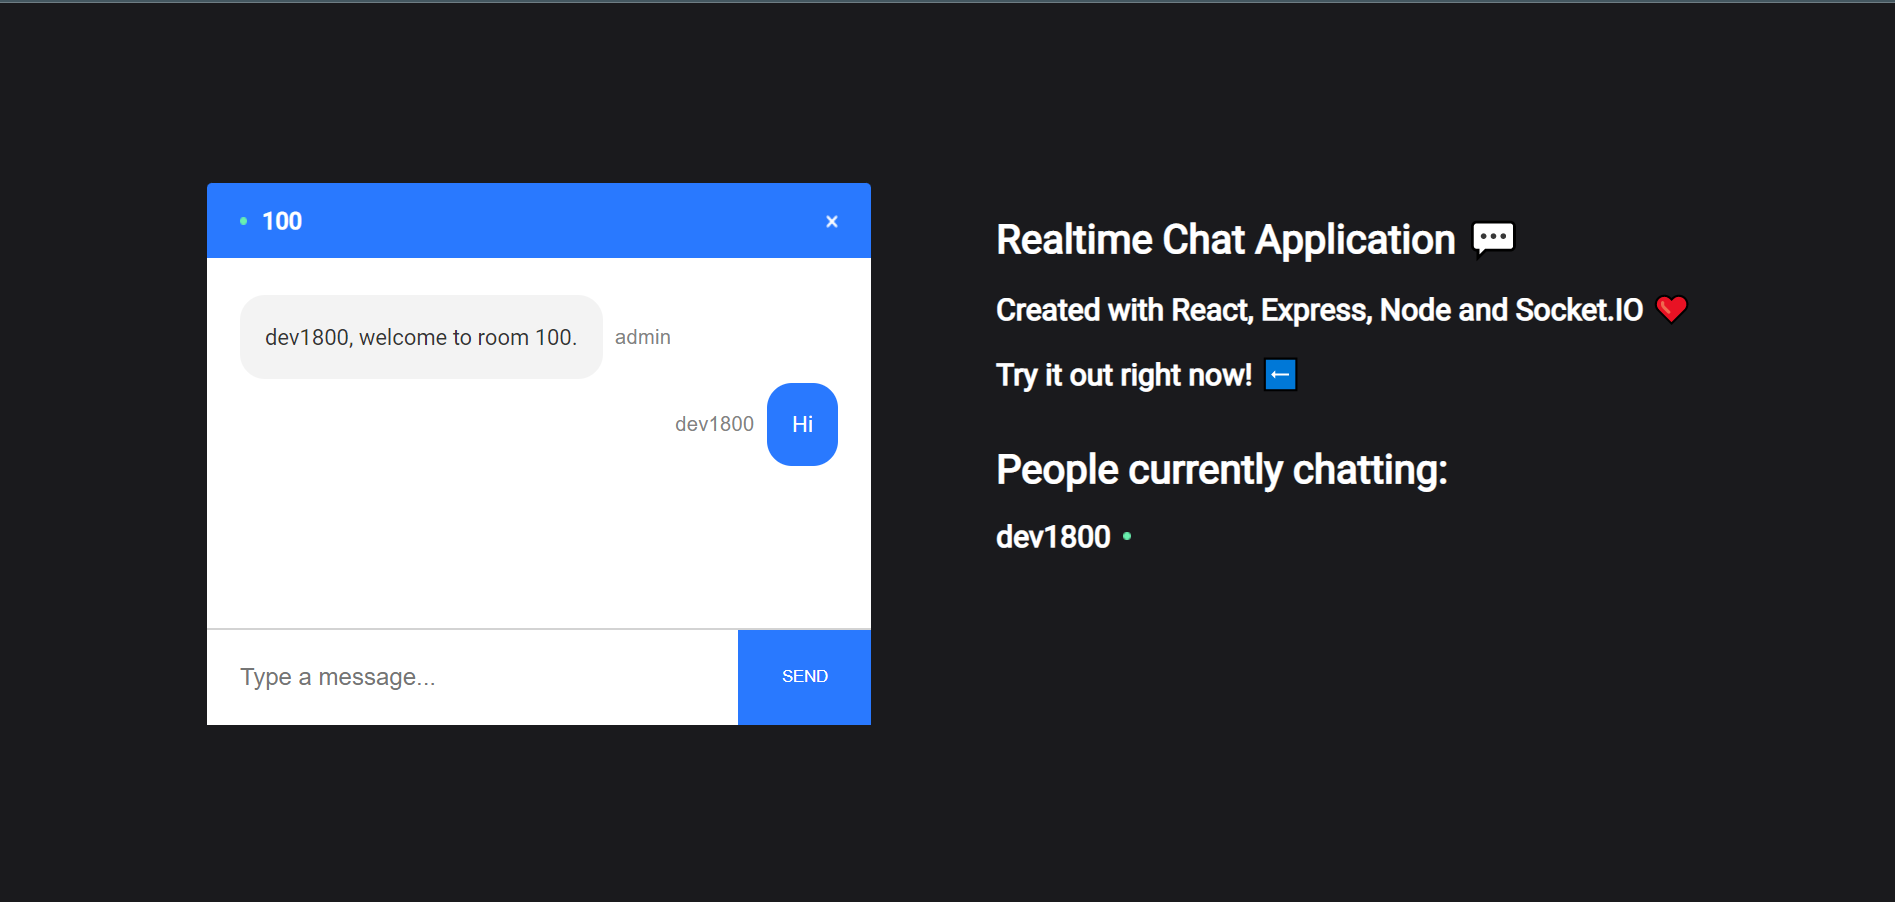 100
×
dev1800, welcome to room 100.
admin
dev1800
Hi
Type a message...
SEND
Realtime Chat Application 💬
Created with React, Express, Node and Socket.IO ❤️
Try it out right now! ⬅️
People currently chatting:
dev1800